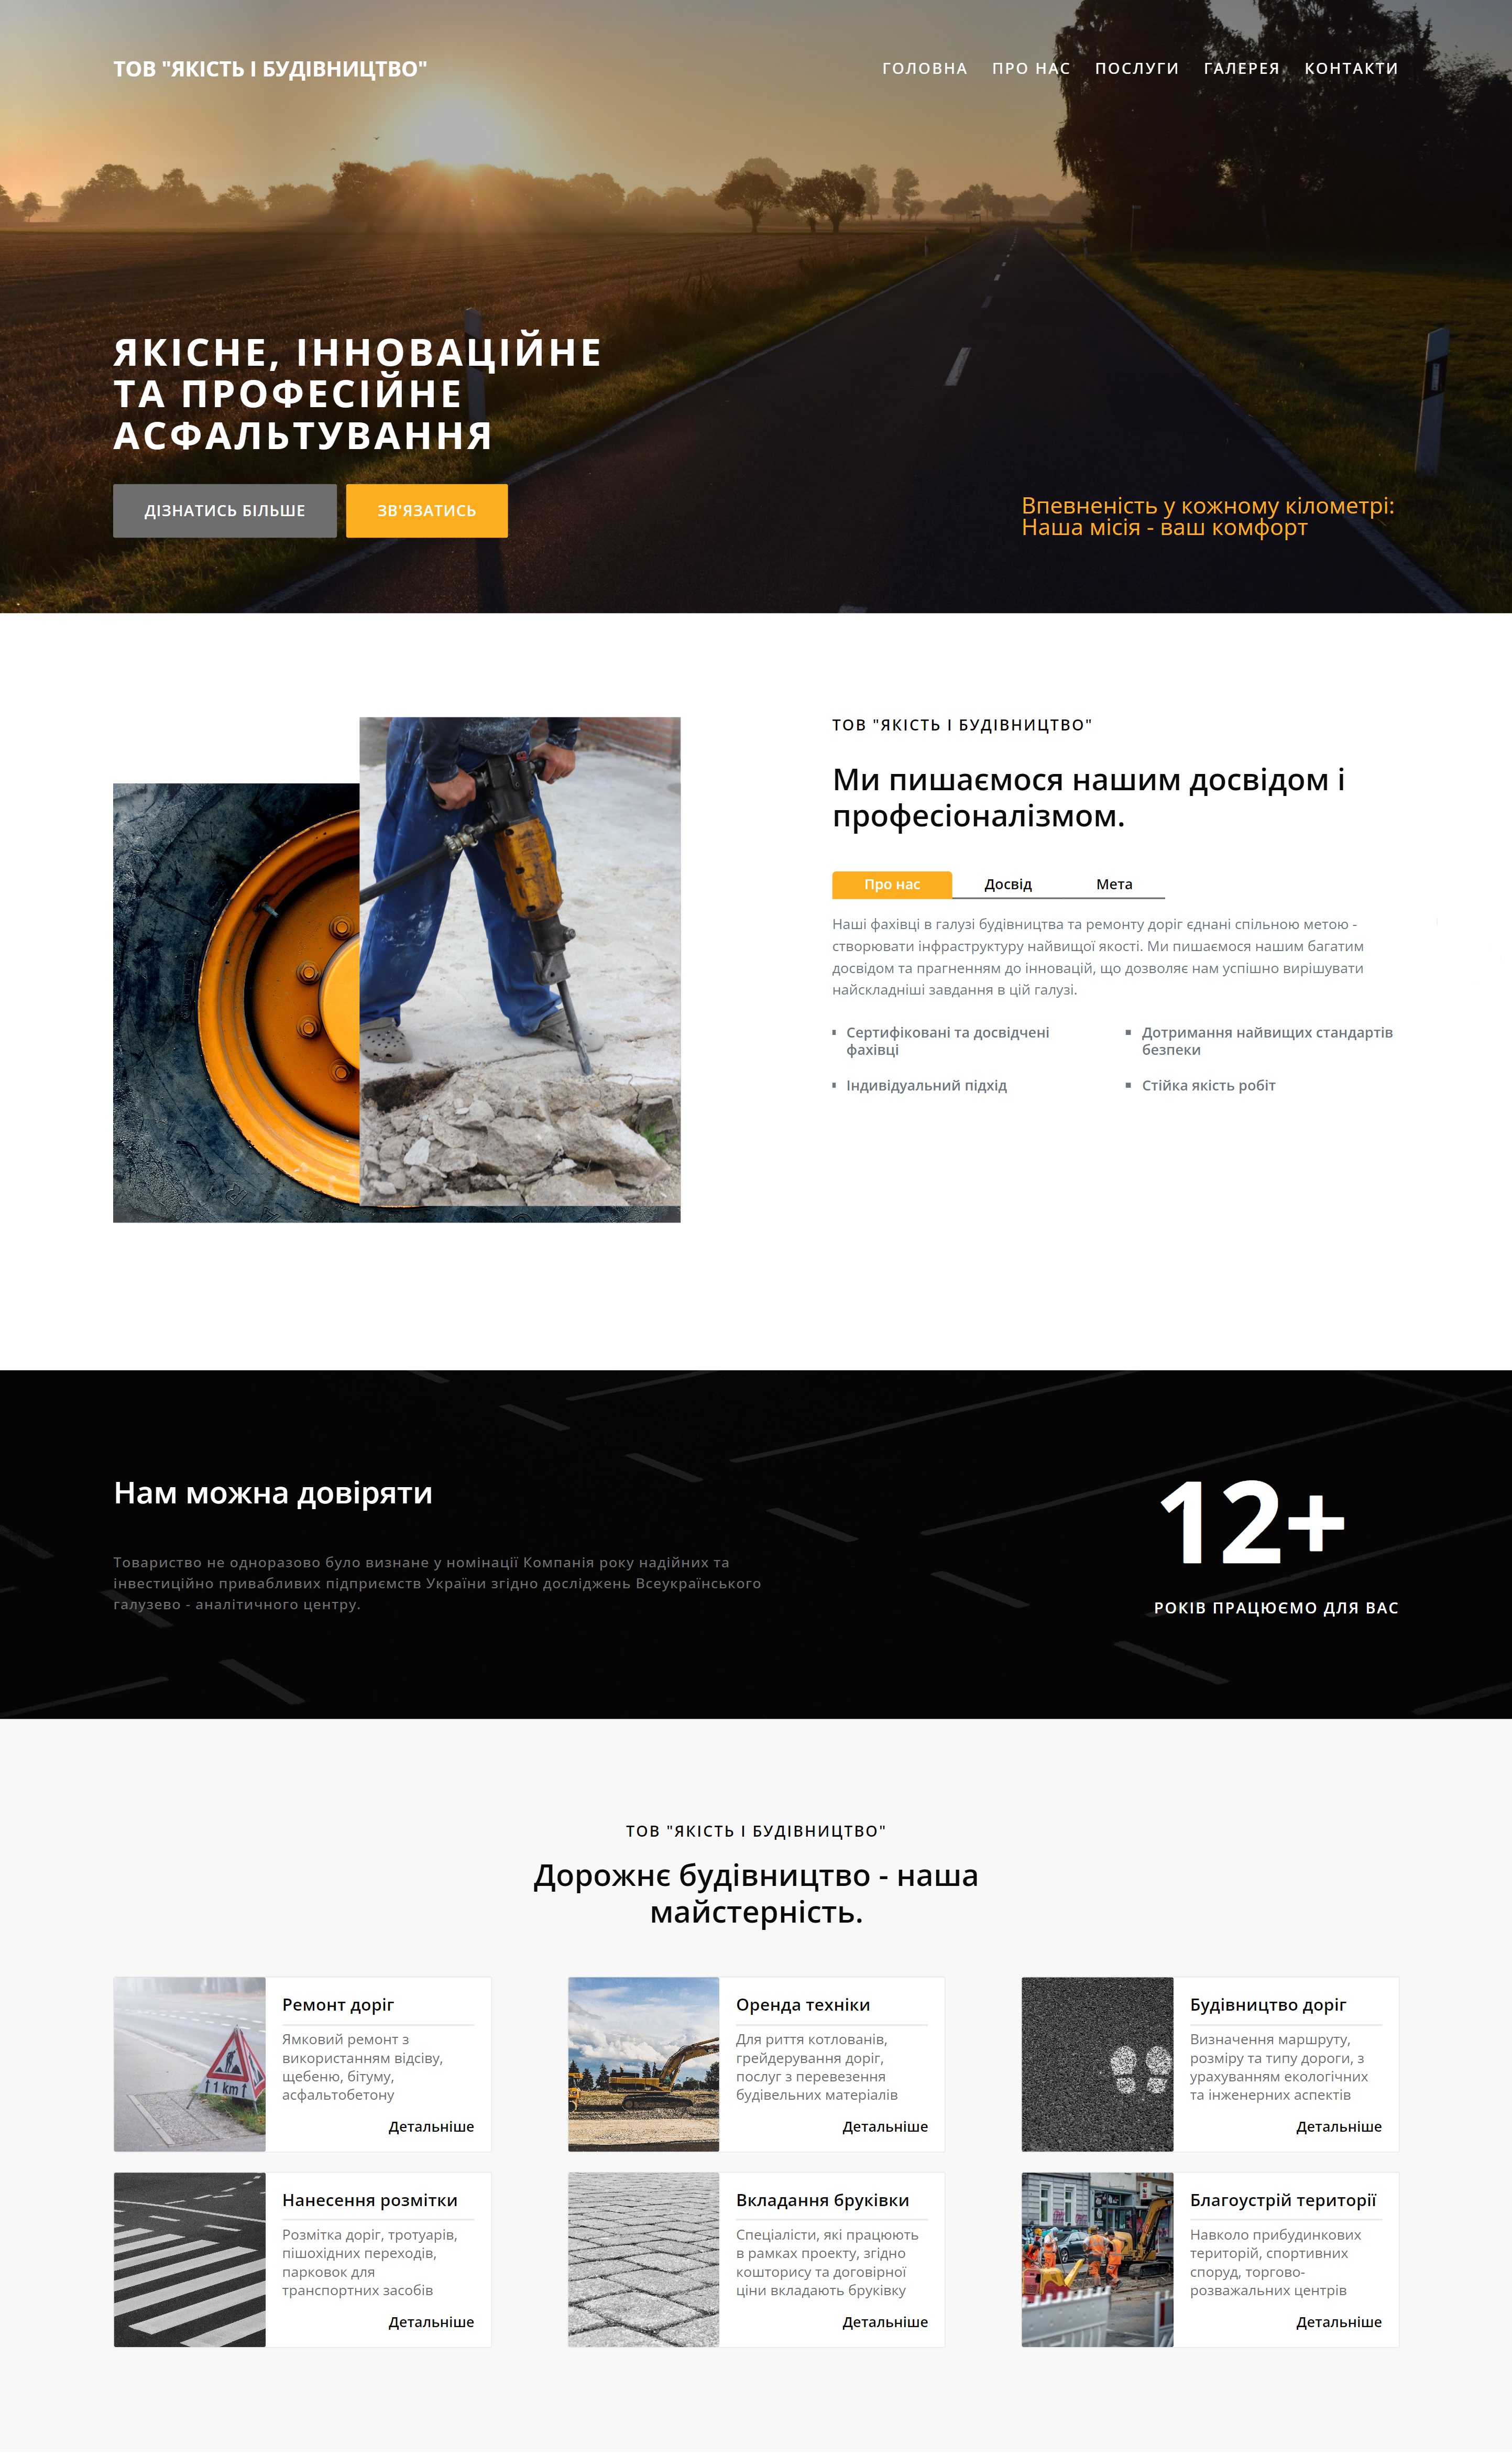 ТОВ "ЯКІСТЬ І БУДІВНИЦТВО"
ГОЛОВНА ПРО НАС ПОСЛУГИ ГАЛЕРЕЯ КОНТАКТИ
ЯКІСНЕ, ІННОВАЦІЙНЕ
ТА ПРОФЕСІЙНЕ
АСФАЛЬТУВАННЯ
ДІЗНАТИСЬ БІЛЬШЕ
ЗВ'ЯЗАТИСЬ
Впевненість у кожному кілометрі:
Наша місія - ваш комфорт
ТОВ "ЯКІСТЬ І БУДІВНИЦТВО"
Ми пишаємося нашим досвідом і
професіоналізмом.
Про нас Досвід Мета
Наші фахівці в галузі будівництва та ремонту доріг єднані спільною метою -
створювати інфраструктуру найвищої якості. Ми пишаємося нашим багатим
досвідом та прагненням до інновацій, що дозволяє нам успішно вирішувати
найскладніші завдання в цій галузі.
Сертифіковані та досвідчені
фахівці
Дотримання найвищих стандартів
безпеки
Індивідуальний підхід
Стійка якість робіт
Нам можна довіряти
Товариство не одноразово було визнане у номінації Компанія року надійних та
інвестиційно привабливих підприємств України згідно досліджень Всеукраїнського
галузево - аналітичного центру.
12+
РОКІВ ПРАЦЮЄМО ДЛЯ ВАС
ТОВ "ЯКІСТЬ І БУДІВНИЦТВО"
Дорожнє будівництво - наша
майстерність.
1 km
Ремонт доріг
Ямковий ремонт з
використанням відсіву,
щебеню, бітуму,
асфальтобетону
Детальніше
Оренда техніки
Для риття котлованів,
грейдерування доріг,
послуг з перевезення
будівельних матеріалів
Детальніше
Будівництво доріг
Визначення маршруту,
розміру та типу дороги, з
урахуванням екологічних
та інженерних аспектів
Детальніше
Нанесення розмітки
Розмітка доріг, тротуарів,
пішохідних переходів,
парковок для
транспортних засобів
Детальніше
Вкладання бруківки
Спеціалісти, які працюють
в рамках проекту, згідно
кошторису та договірної
ціни вкладають бруківку
Детальніше
Благоустрій території
Навколо прибудинкових
територій, спортивних
споруд, торгово-
розважальних центрів
Детальніше